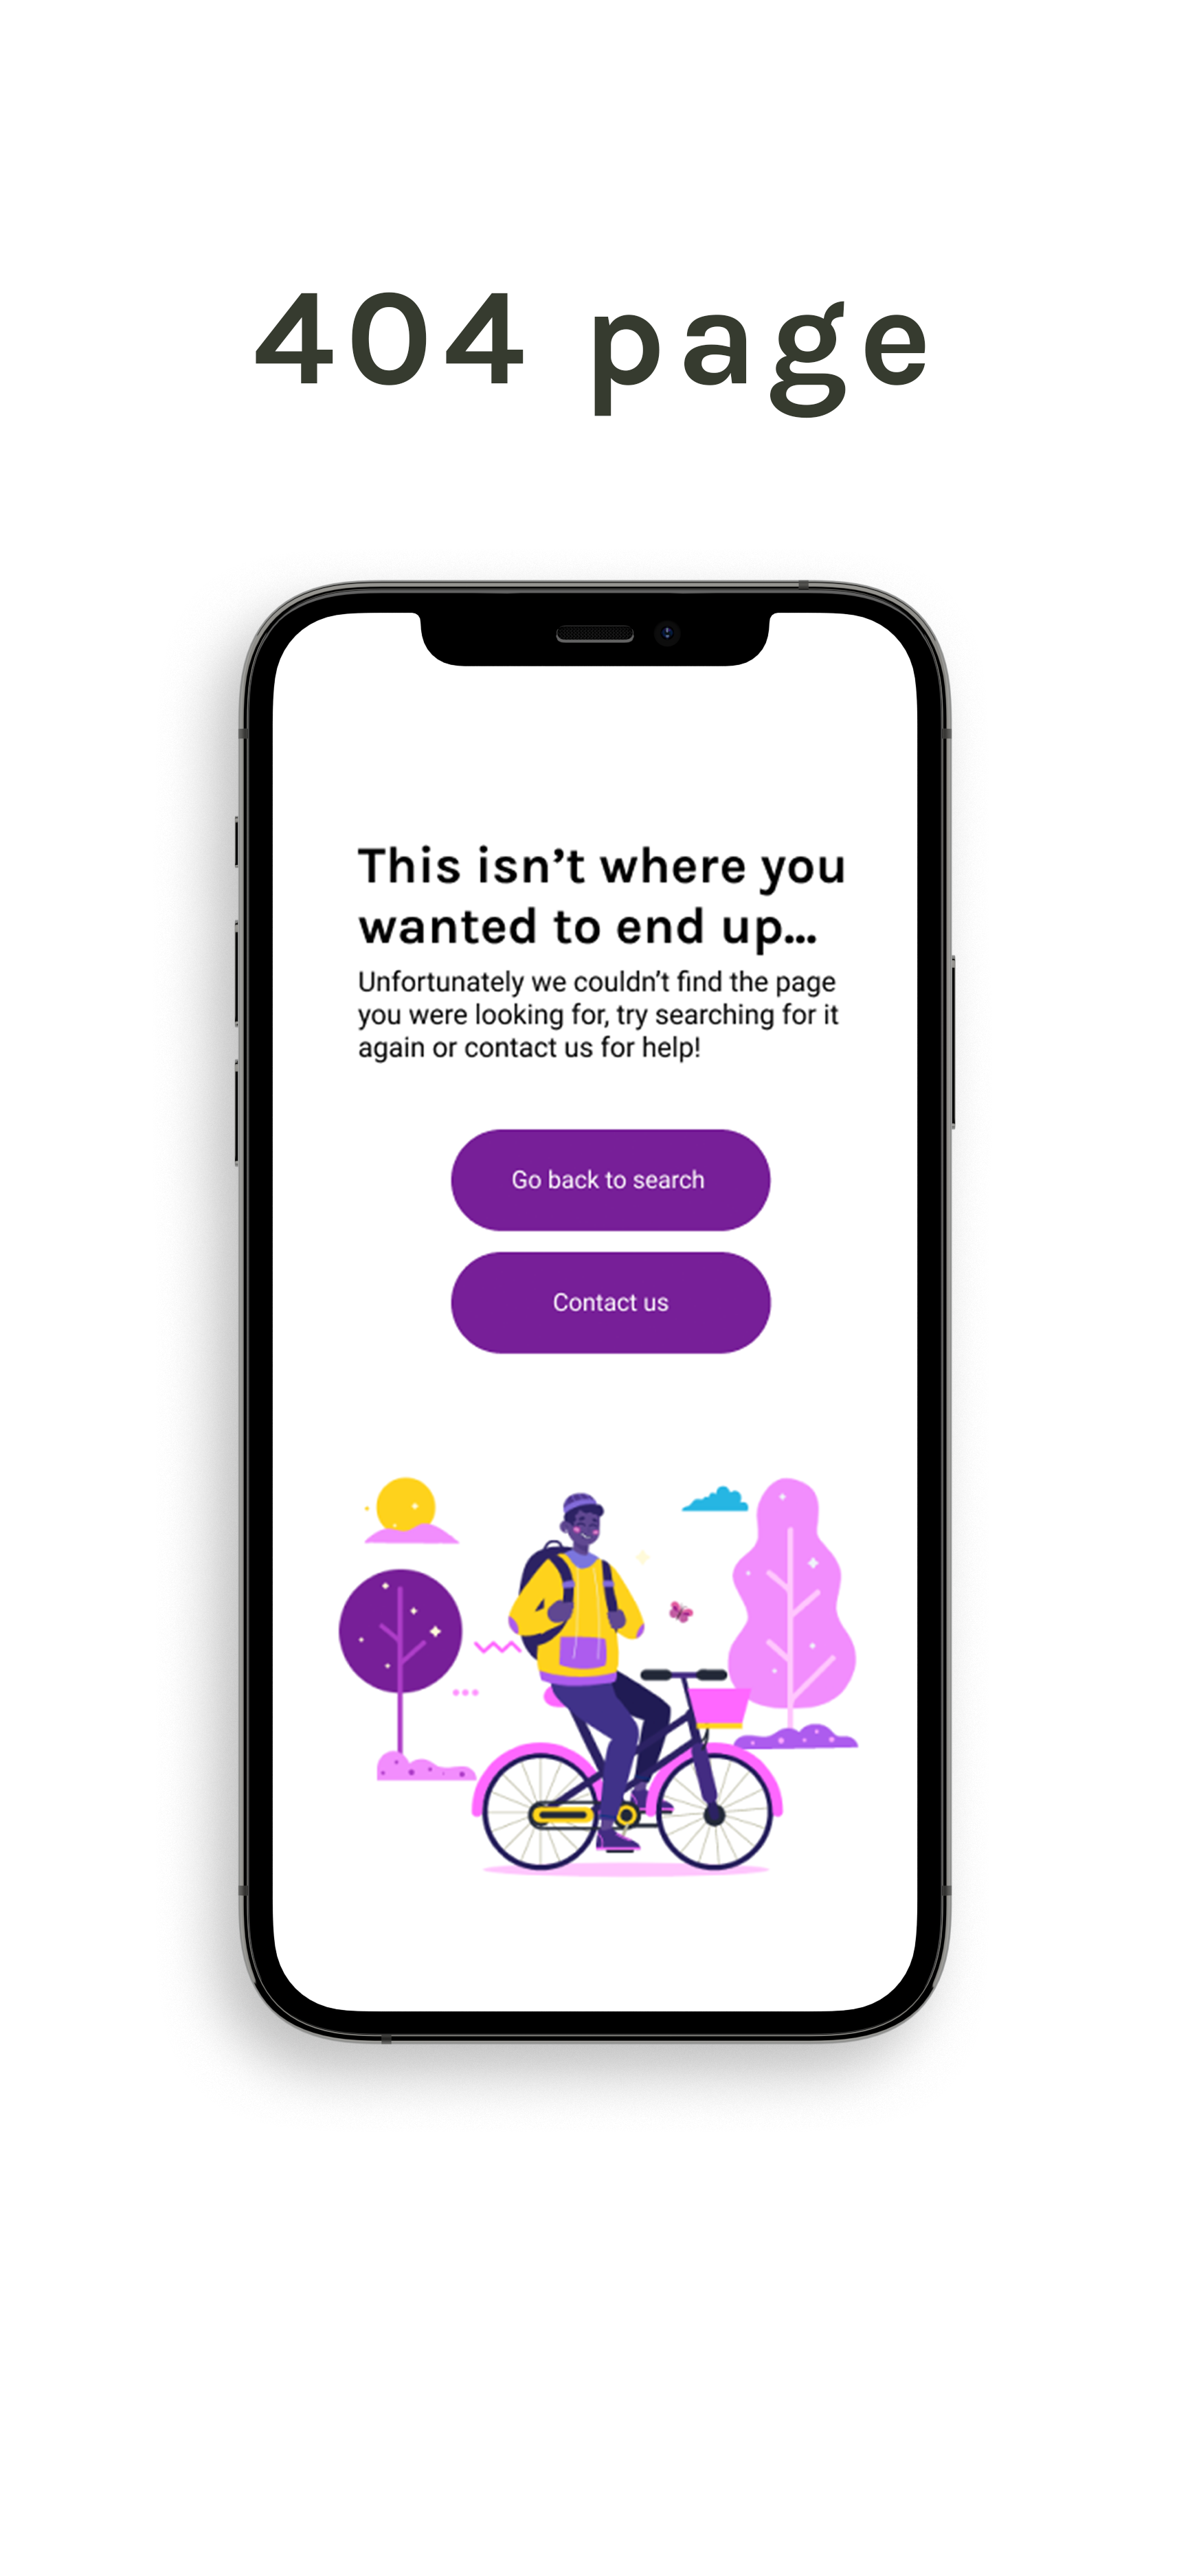 404 page
This isn’t where you
wanted to end up...
Unfortunately we couldn’t find the page
you were looking for, try searching for it
again or contact us for help!
Go back to search
Contact us